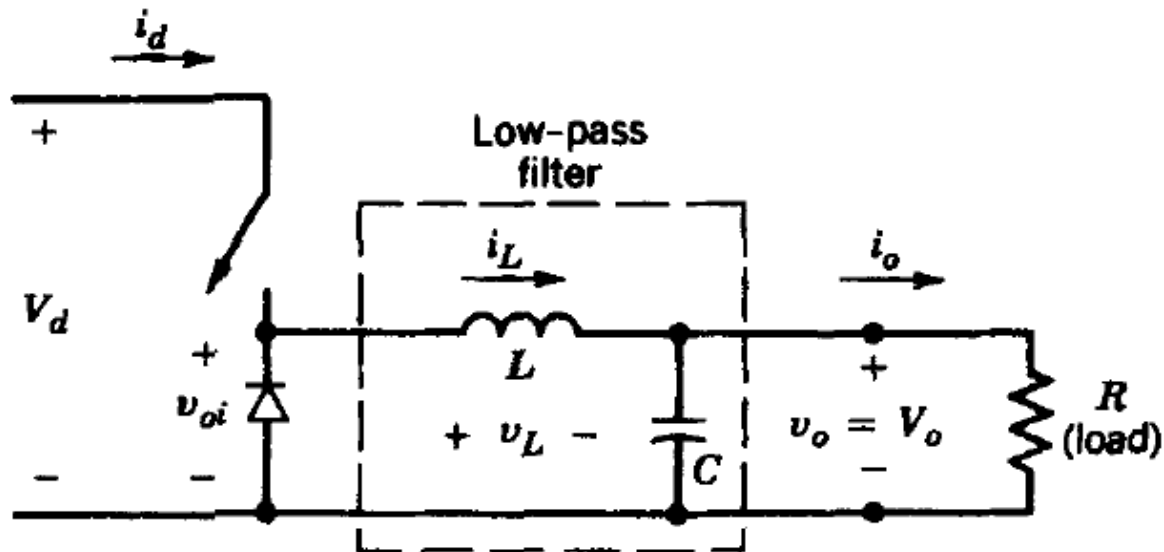 i_d
+
Low-pass
filter
i_L
i_o
V_d
+
L
+
R
v_oi
+ v_L −
v_o = V_o
(load)
C
−
−
−